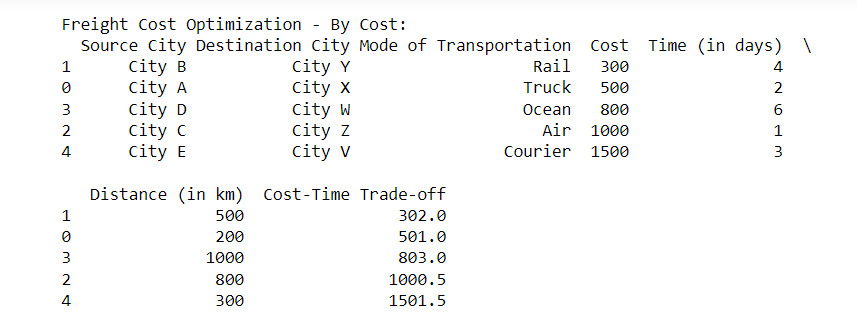 Freight Cost Optimization - By Cost:
Source City Destination City Mode of Transportation Cost Time (in days) \
1 City B City Y Rail 300 4
0 City A City X Truck 500 2
3 City D City W Ocean 800 6
2 City C City Z Air 1000 1
4 City E City V Courier 1500 3
Distance (in km) Cost-Time Trade-off
1 500 302.0
0 200 501.0
3 1000 803.0
2 800 1000.5
4 300 1501.5